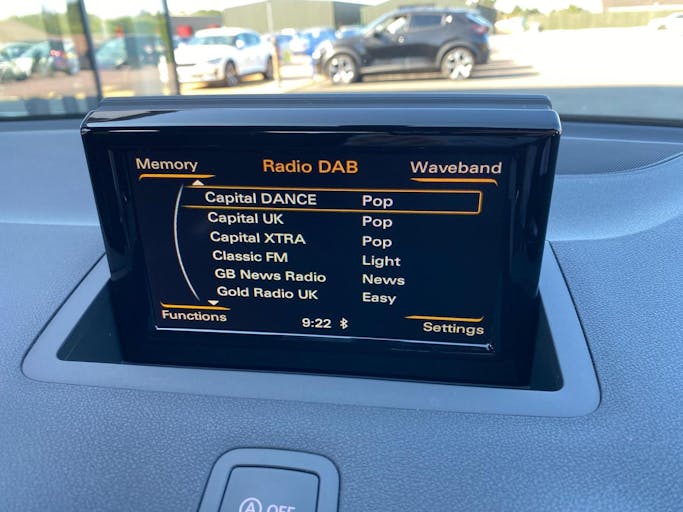 Memory Radio DAB Waveband
Capital DANCE Pop
Capital UK Pop
Capital XTRA Pop
Classic FM Light
GB News Radio News
Gold Radio UK Easy
Functions 9:22 Settings
A OFF